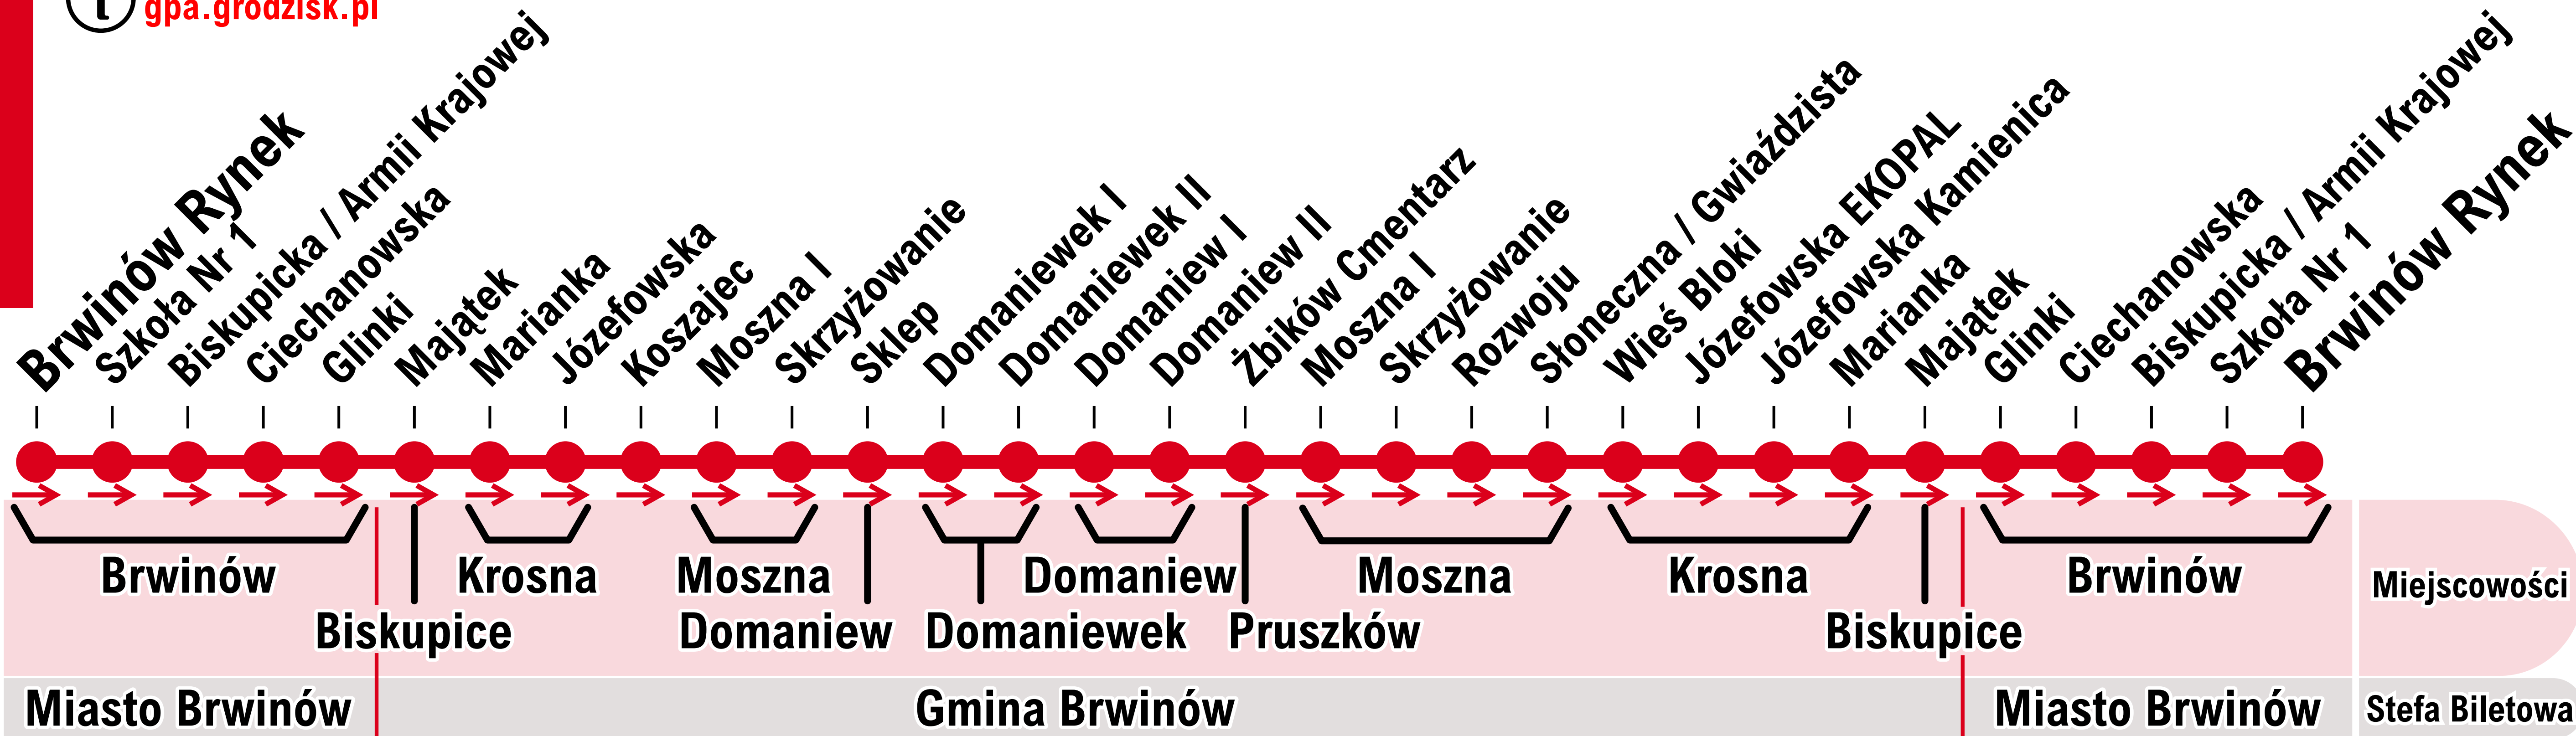 gpa.grodzisk.pl
Brwinów Rynek
Szkoła Nr 1
Biskupicka / Armii Krajowej
Ciechanowska
Glinki
Majątek
Marianka
Józefowska
Koszajec
Moszna I
Skrzyżowanie
Sklep
Domaniewek I
Domaniewek II
Domaniew I
Domaniew II
Żbików Cmentarz
Moszna I
Skrzyżowanie
Rozwoju
Słoneczna / Gwiaździsta
Wieś Bloki
Józefowska EKOPAL
Józefowska Kamienica
Marianka
Majątek
Glinki
Ciechanowska
Biskupicka / Armii Krajowej
Szkoła Nr 1
Brwinów Rynek
Brwinów
Krosna
Moszna
Domaniew
Moszna
Krosna
Brwinów
Miejscowości
Biskupice
Domaniew
Domaniewek
Pruszków
Biskupice
Miasto Brwinów
Gmina Brwinów
Miasto Brwinów
Stefa Biletowa